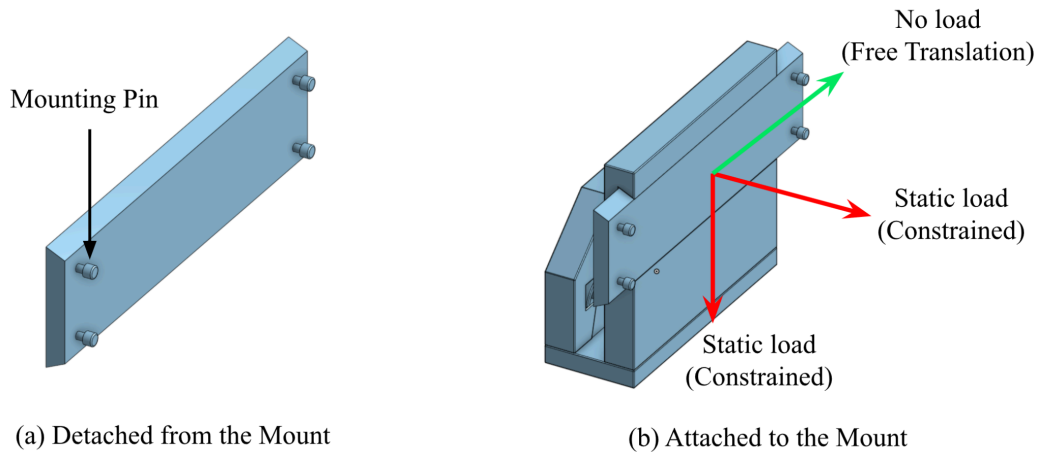 Mounting Pin
No load
(Free Translation)
Static load
(Constrained)
Static load
(Constrained)
(a) Detached from the Mount
(b) Attached to the Mount